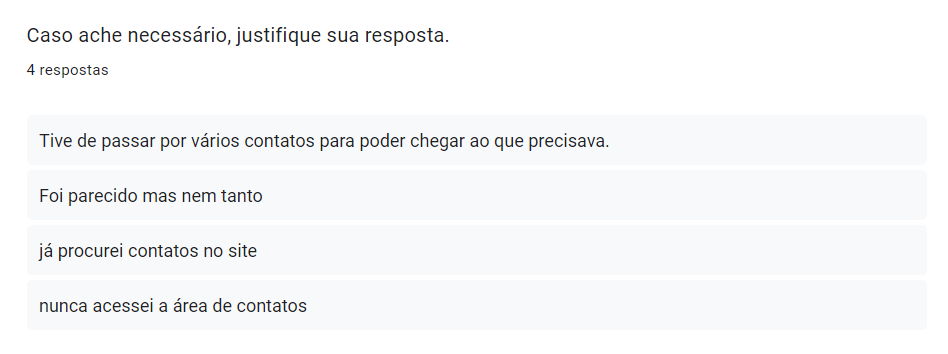 Caso ache necessário, justifique sua resposta.
4 respostas
Tive de passar por vários contatos para poder chegar ao que precisava.
Foi parecido mas nem tanto
já procurei contatos no site
nunca acessei a área de contatos